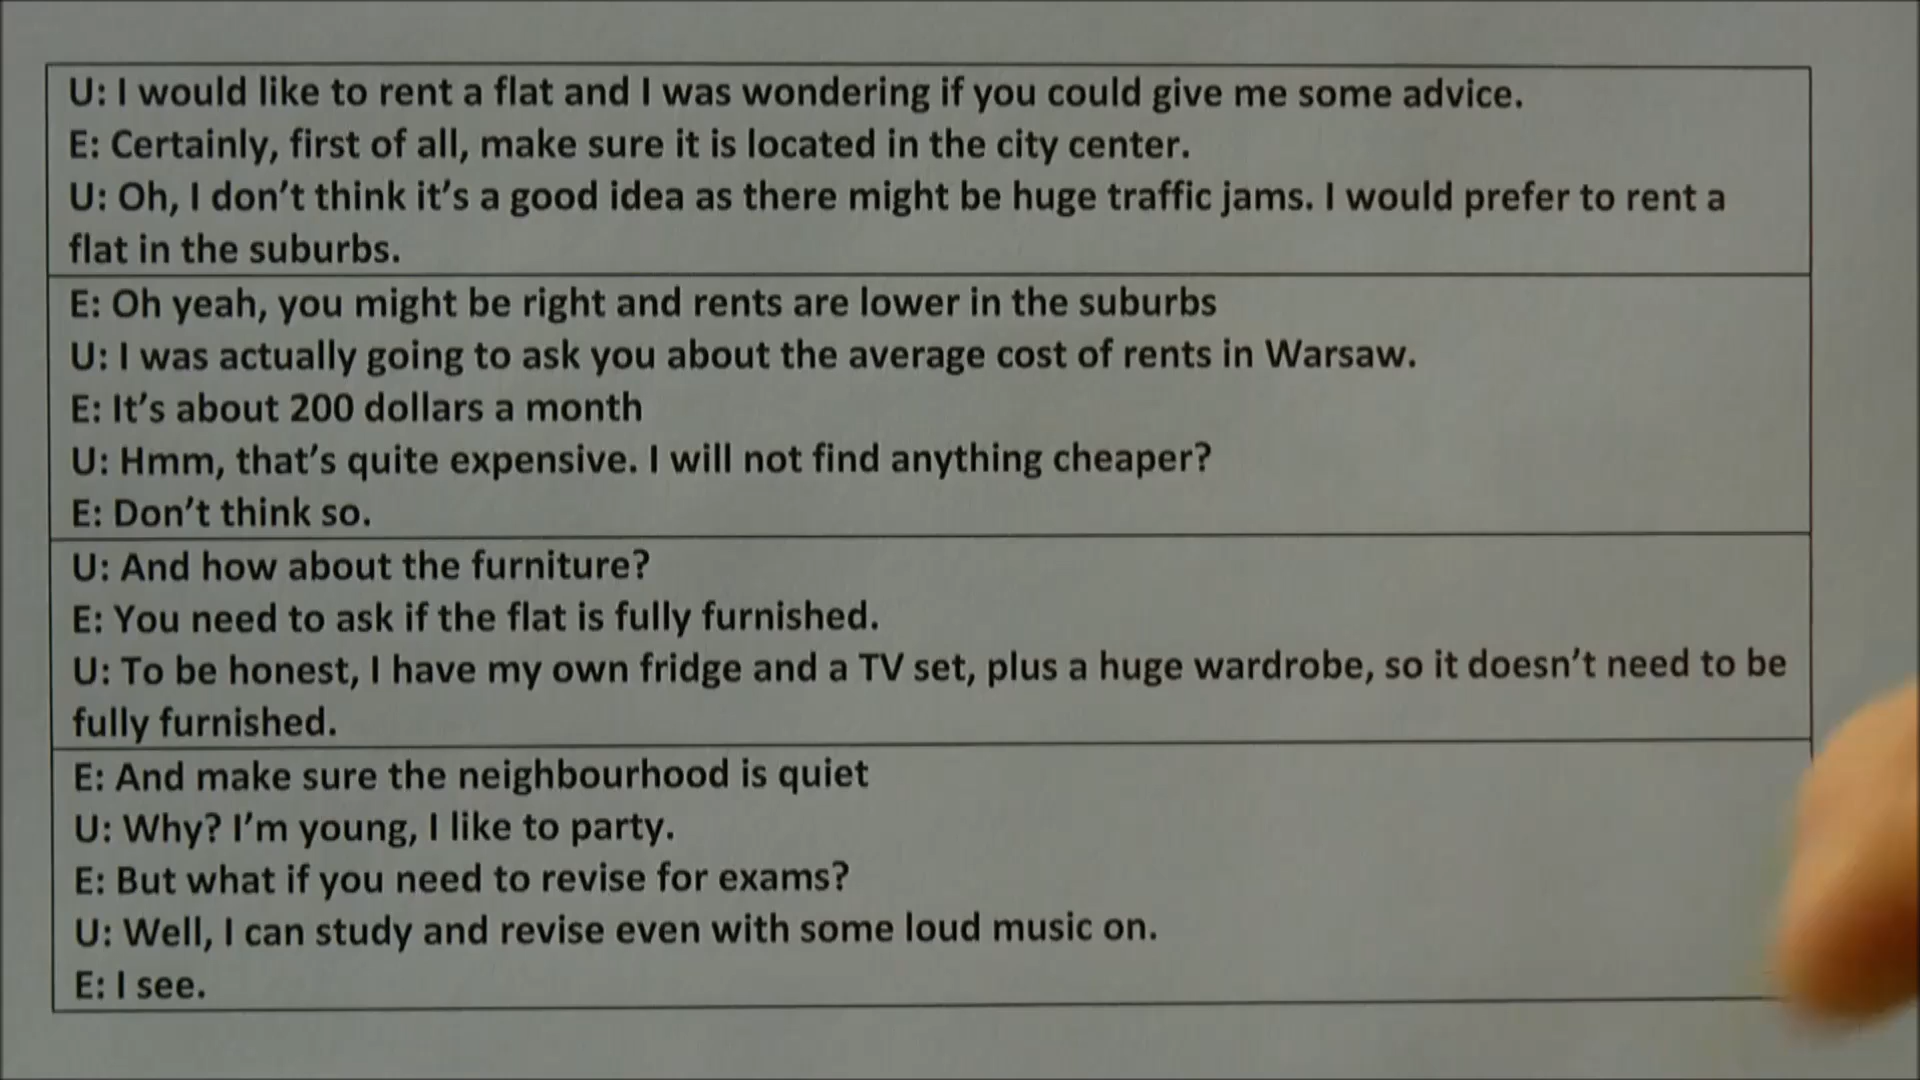 U: I would like to rent a flat and I was wondering if you could give me some advice.
E: Certainly, first of all, make sure it is located in the city center.
U: Oh, I don’t think it’s a good idea as there might be huge traffic jams. I would prefer to rent a
flat in the suburbs.
E: Oh yeah, you might be right and rents are lower in the suburbs
U: I was actually going to ask you about the average cost of rents in Warsaw.
E: It’s about 200 dollars a month
U: Hmm, that’s quite expensive. I will not find anything cheaper?
E: Don’t think so.
U: And how about the furniture?
E: You need to ask if the flat is fully furnished.
U: To be honest, I have my own fridge and a TV set, plus a huge wardrobe, so it doesn’t need to be
fully furnished.
E: And make sure the neighbourhood is quiet
U: Why? I’m young, I like to party.
E: But what if you need to revise for exams?
U: Well, I can study and revise even with some loud music on.
E: I see.